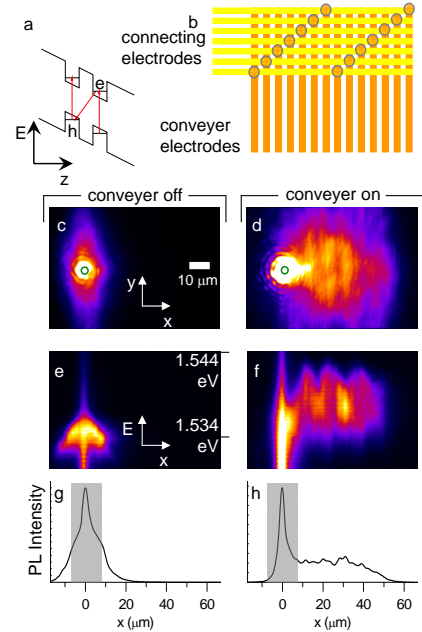 a
b
connecting
electrodes
conveyer
electrodes
e
h
E
z
conveyer off
conveyer on
c
d
y
x
10 μm
e
f
1.544
eV
1.534
eV
E
x
g
h
PL Intensity
0 20 40 60
0 20 40 60
x (μm)
x (μm)